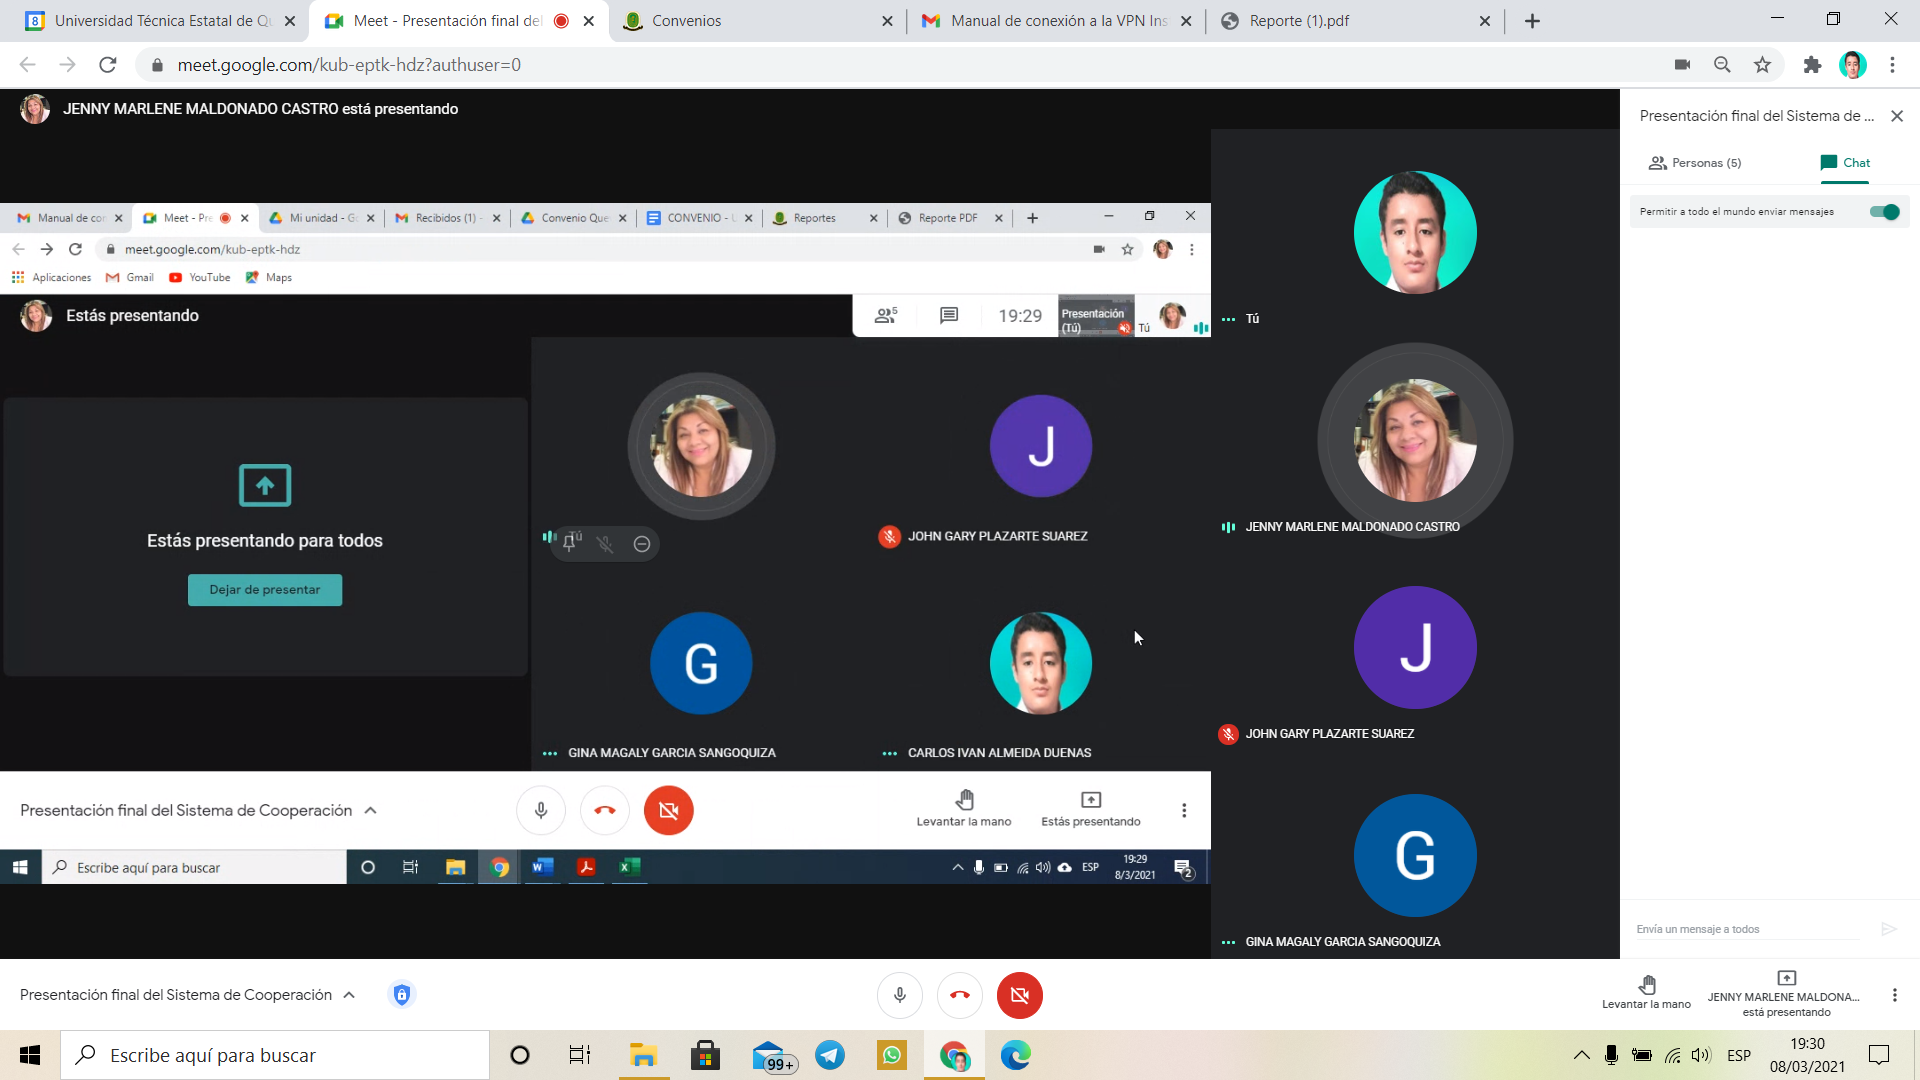 Universidad Técnica Estatal de Qu
Meet - Presentación final del
Convenios
Manual de conexión a la VPN Ins
Reporte (1).pdf
meet.google.com/kub-eptk-hdz?authuser=0
JENNY MARLENE MALDONADO CASTRO está presentando
Presentación final del Sistema de ...
Personas (5)
Chat
Permitir a todo el mundo enviar mensajes
Manual de cor
Meet - Pre
Mi unidad - G
Recibidos (1) -
Convenio Que
CONVENIO - U
Reportes
Reporte PDF
meet.google.com/kub-eptk-hdz
Aplicaciones
Gmail
YouTube
Maps
Estás presentando
5
19:29
Presentación
(Tú)
Tú
Tú
Estás presentando para todos
Dejar de presentar
Tú
J
JOHN GARY PLAZARTE SUAREZ
JENNY MARLENE MALDONADO CASTRO
G
GINA MAGALY GARCIA SANGOQUIZA
CARLOS IVAN ALMEIDA DUENAS
J
JOHN GARY PLAZARTE SUAREZ
G
GINA MAGALY GARCIA SANGOQUIZA
Presentación final del Sistema de Cooperación
Levantar la mano
Estás presentando
Escribe aquí para buscar
ESP
19:29
8/3/2021
2
Envía un mensaje a todos
Presentación final del Sistema de Cooperación
Levantar la mano
JENNY MARLENE MALDONA...
está presentando
Escribe aquí para buscar
99+
ESP
19:30
08/03/2021